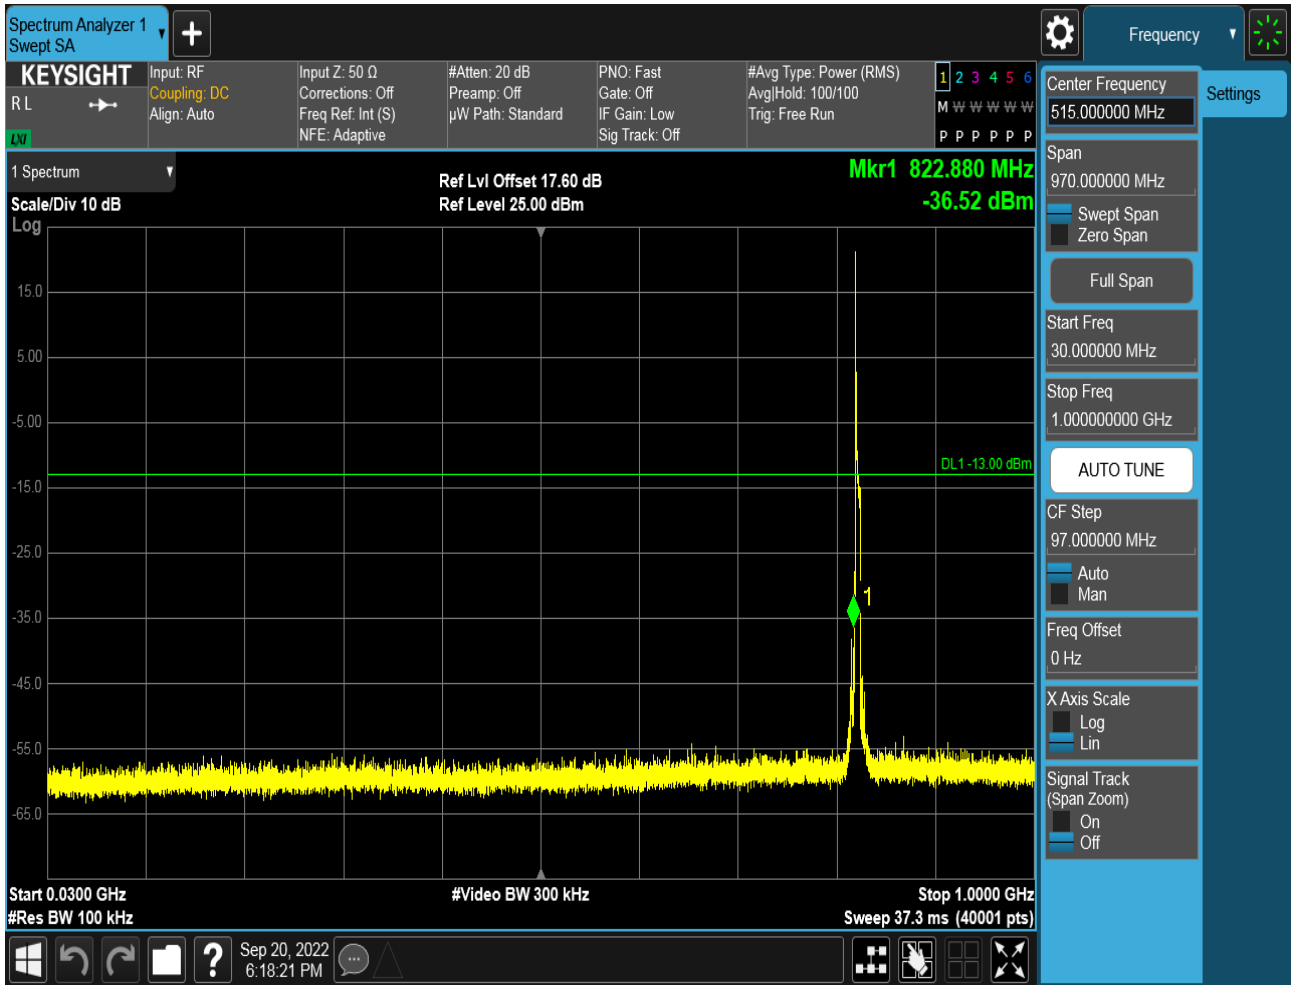 Spectrum Analyzer 1
Swept SA
Frequency
KEYSIGHT
R L
LXI
Input: RF
Coupling: DC
Align: Auto
Input Z: 50 Ω
Corrections: Off
Freq Ref: Int (S)
NFE: Adaptive
#Atten: 20 dB
Preamp: Off
µW Path: Standard
PNO: Fast
Gate: Off
IF Gain: Low
Sig Track: Off
#Avg Type: Power (RMS)
Avg|Hold: 100/100
Trig: Free Run
1 2 3 4 5 6
M W W W W W
P P P P P P
1 Spectrum
Scale/Div 10 dB
Log
Ref Lvl Offset 17.60 dB
Ref Level 25.00 dBm
Mkr1 822.880 MHz
-36.52 dBm
15.0
5.00
-5.00
-15.0
-25.0
-35.0
-45.0
-55.0
-65.0
DL1 -13.00 dBm
1
Start 0.0300 GHz
#Res BW 100 kHz
#Video BW 300 kHz
Stop 1.0000 GHz
Sweep 37.3 ms (40001 pts)
Center Frequency
515.000000 MHz
Settings
Span
970.000000 MHz
Swept Span
Zero Span
Full Span
Start Freq
30.000000 MHz
Stop Freq
1.000000000 GHz
AUTO TUNE
CF Step
97.000000 MHz
Auto
Man
Freq Offset
0 Hz
X Axis Scale
Log
Lin
Signal Track
(Span Zoom)
On
Off
?
Sep 20, 2022
6:18:21 PM